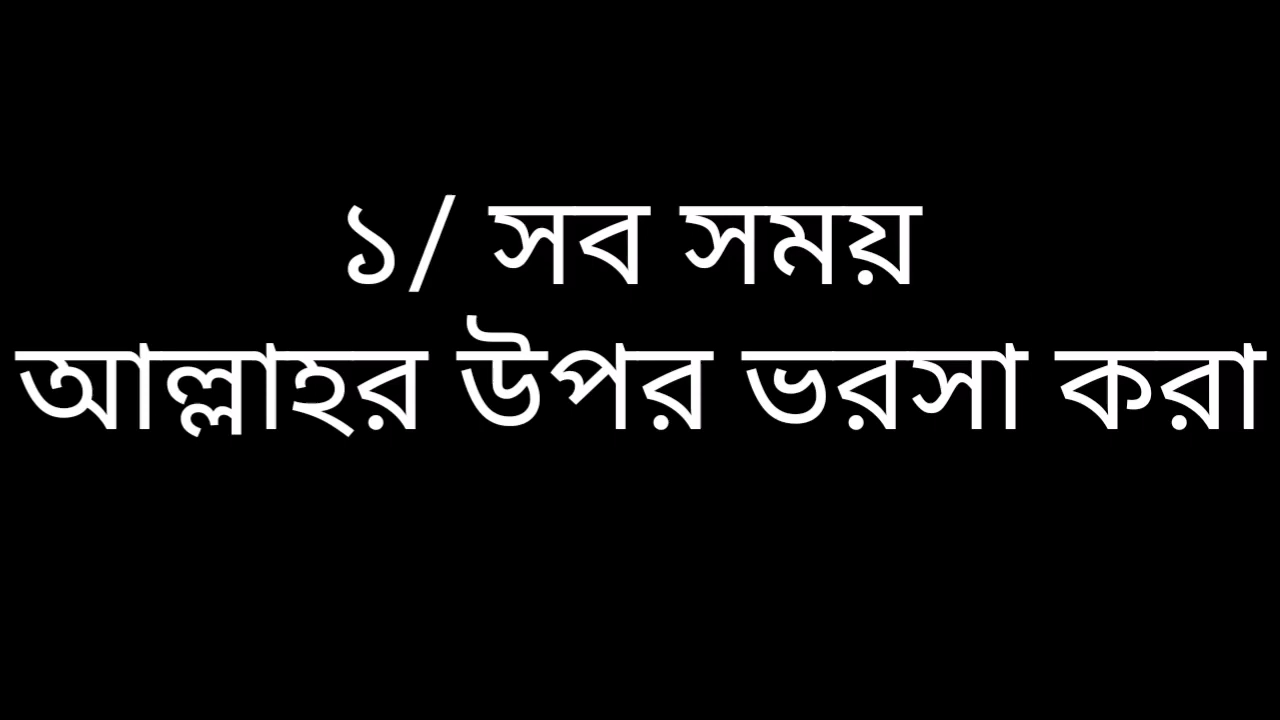 ১/ সব সময়
আল্লাহর উপর ভরসা করা